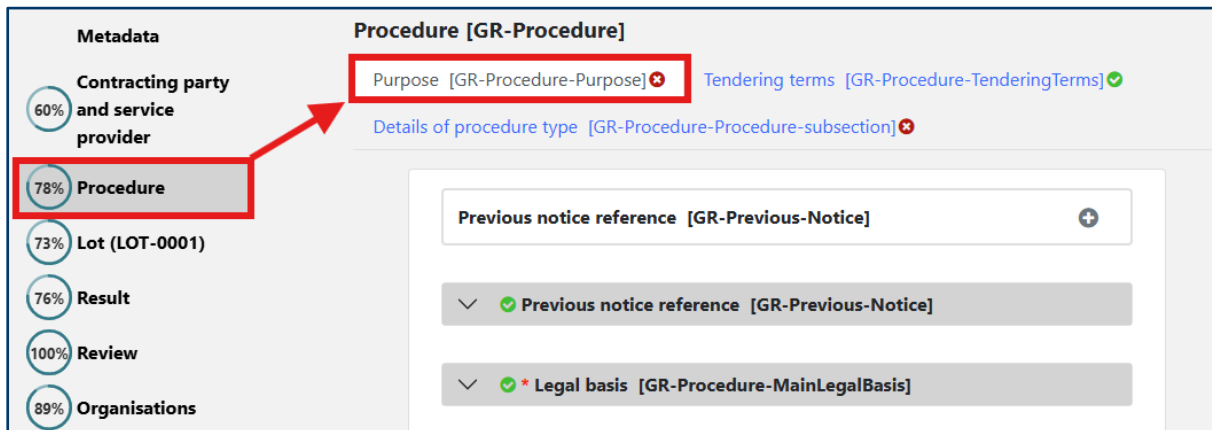 Metadata
60%
Contracting party
and service
provider
78% Procedure
73% Lot (LOT-0001)
76% Result
100% Review
89% Organisations
Procedure [GR-Procedure]
Purpose [GR-Procedure-Purpose] Tendering terms [GR-Procedure-TenderingTerms]
Details of procedure type [GR-Procedure-Procedure-subsection]
Previous notice reference [GR-Previous-Notice]
Previous notice reference [GR-Previous-Notice]
* Legal basis [GR-Procedure-MainLegalBasis]